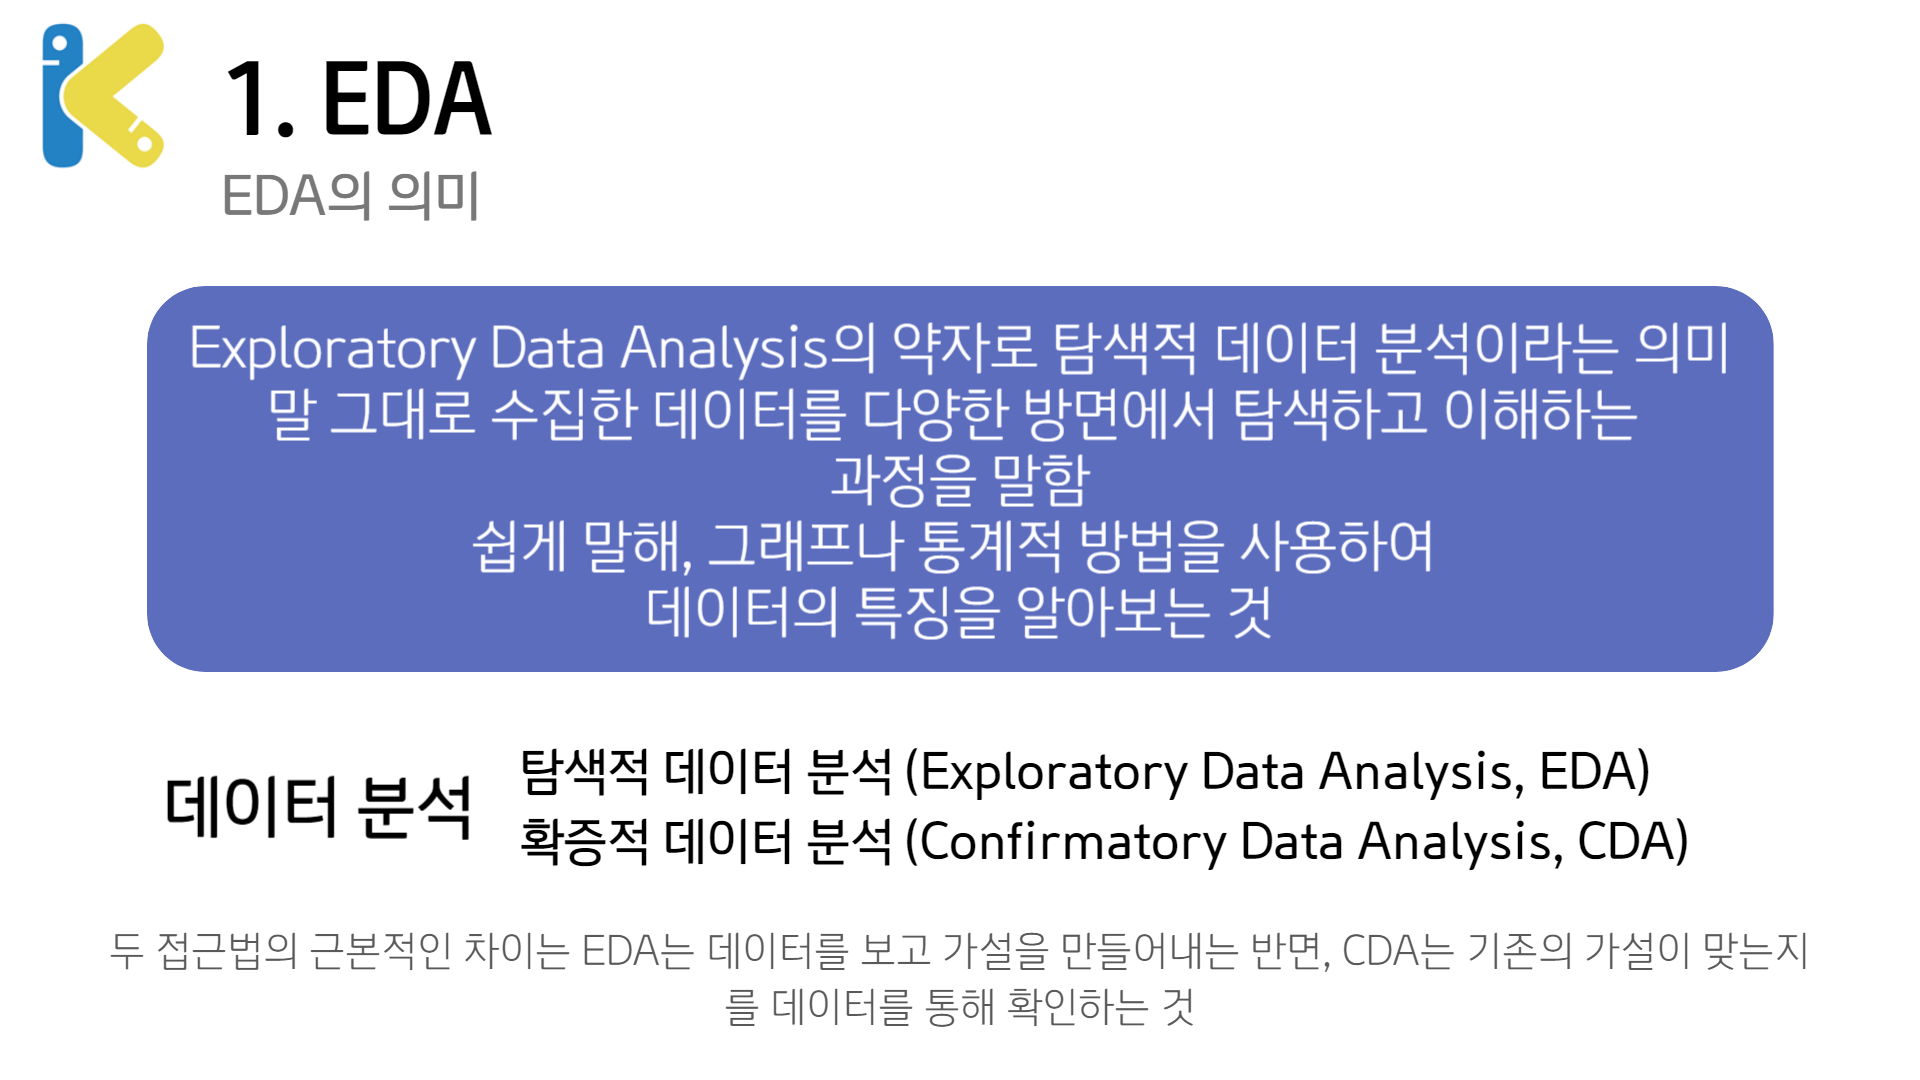 1. EDA
EDA의 의미
Exploratory Data Analysis의 약자로 탐색적 데이터 분석이라는 의미
말 그대로 수집한 데이터를 다양한 방면에서 탐색하고 이해하는
과정을 말함
쉽게 말해, 그래프나 통계적 방법을 사용하여
데이터의 특징을 알아보는 것
데이터 분석
탐색적 데이터 분석 (Exploratory Data Analysis, EDA)
확증적 데이터 분석 (Confirmatory Data Analysis, CDA)
두 접근법의 근본적인 차이는 EDA는 데이터를 보고 가설을 만들어내는 반면, CDA는 기존의 가설이 맞는지
를 데이터를 통해 확인하는 것